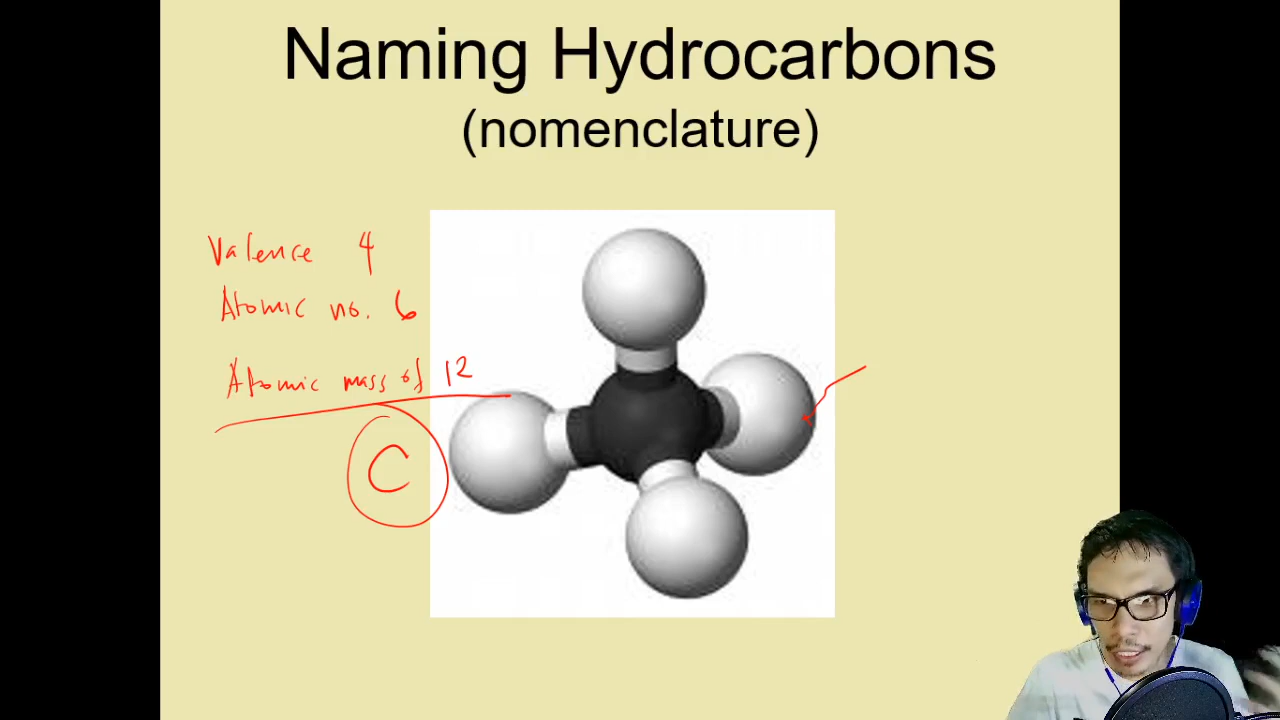 Naming Hydrocarbons
(nomenclature)
Valence 4
Atomic no. 6
Atomic mass of 12
C